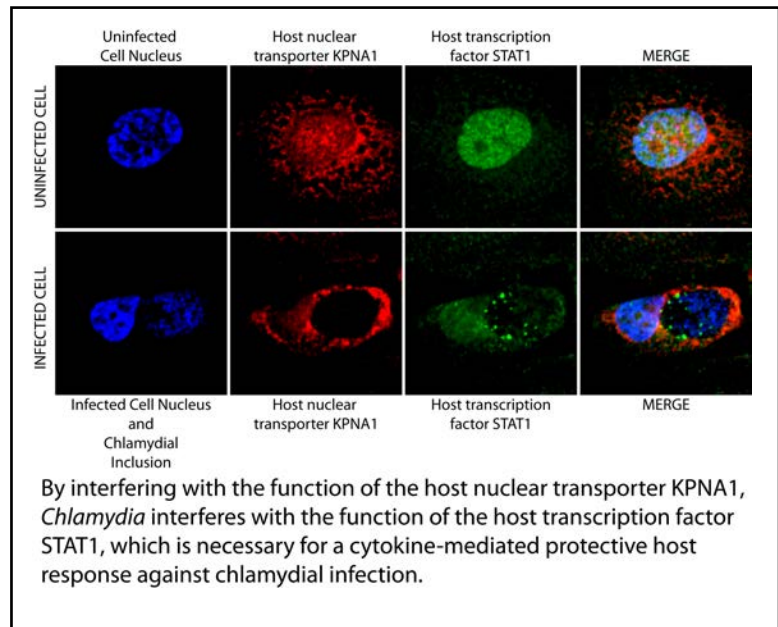 Uninfected
Cell Nucleus
Host nuclear
transporter KPNA1
Host transcription
factor STAT1
MERGE
UNINFECTED CELL
INFECTED CELL
Infected Cell Nucleus
and
Chlamydial
Inclusion
Host nuclear
transporter KPNA1
Host transcription
factor STAT1
MERGE
By interfering with the function of the host nuclear transporter KPNA1,
Chlamydia interferes with the function of the host transcription factor
STAT1, which is necessary for a cytokine-mediated protective host
response against chlamydial infection.